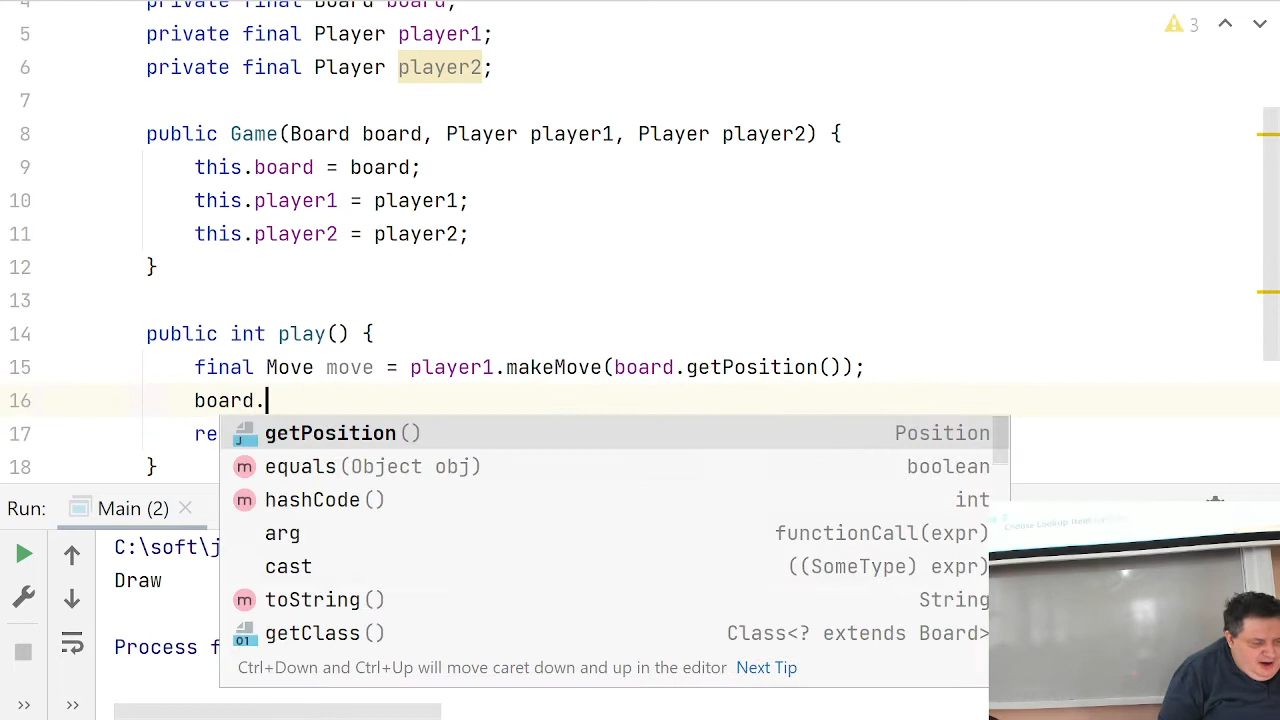 4 private final Board board;
5 private final Player player1;
6 private final Player player2;
7
8 public Game(Board board, Player player1, Player player2) {
9 this.board = board;
10 this.player1 = player1;
11 this.player2 = player2;
12 }
13
14 public int play() {
15 final Move move = player1.makeMove(board.getPosition());
16 board.
17 re
18 }
3
getPosition() Position
equals(Object obj) boolean
hashCode() int
arg functionCall(expr)
cast ((SomeType) expr)
toString() String
getClass() Class<? extends Board>
Ctrl+Down and Ctrl+Up will move caret down and up in the editor Next Tip
Run: Main (2)
C:\soft\j
Draw
Process f
Choose Lookup Item